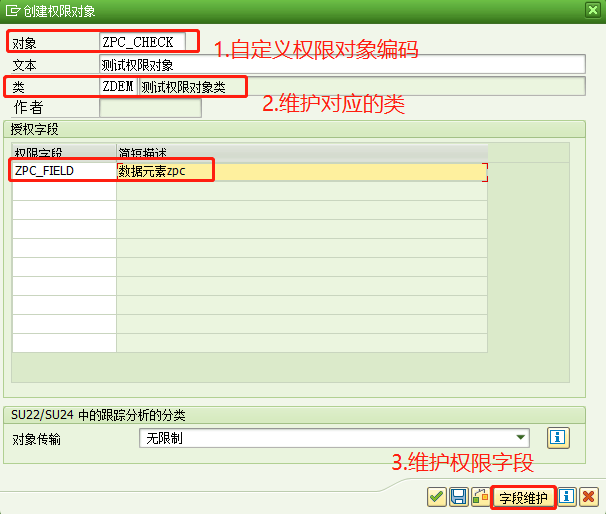 创建权限对象
对象 ZPC_CHECK
1.自定义权限对象编码
文本 测试权限对象
类 ZDEM 测试权限对象类
2.维护对应的类
作者
授权字段
权限字段 简短描述
ZPC_FIELD 数据元素zpc
SU22/SU24 中的跟踪分析的分类
对象传输 无限制
3.维护权限字段
字段维护